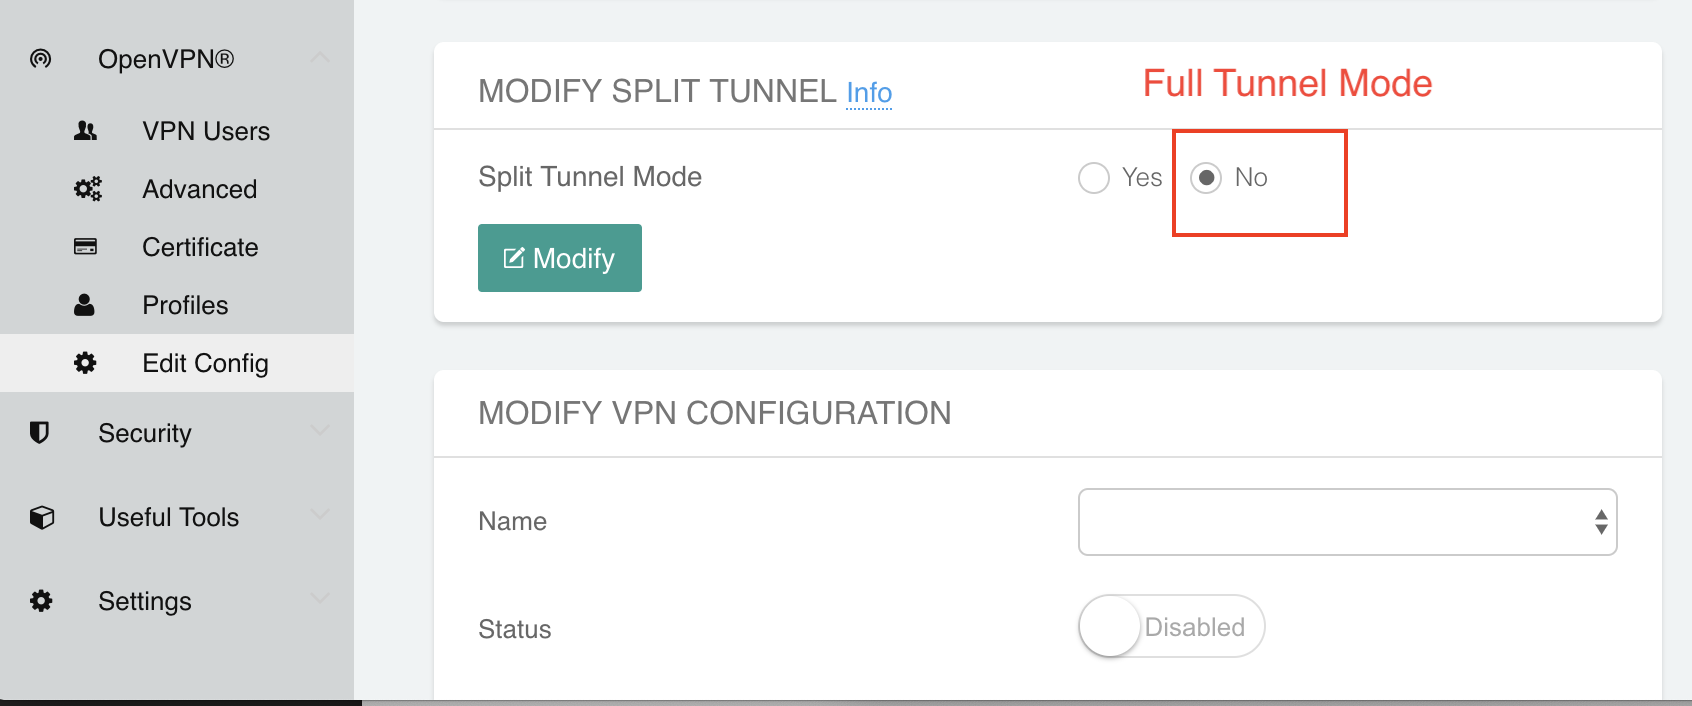 OpenVPN®
VPN Users
Advanced
Certificate
Profiles
Edit Config
Security
Useful Tools
Settings
MODIFY SPLIT TUNNEL Info
Full Tunnel Mode
Split Tunnel Mode
Yes
No
Modify
MODIFY VPN CONFIGURATION
Name
Status
Disabled